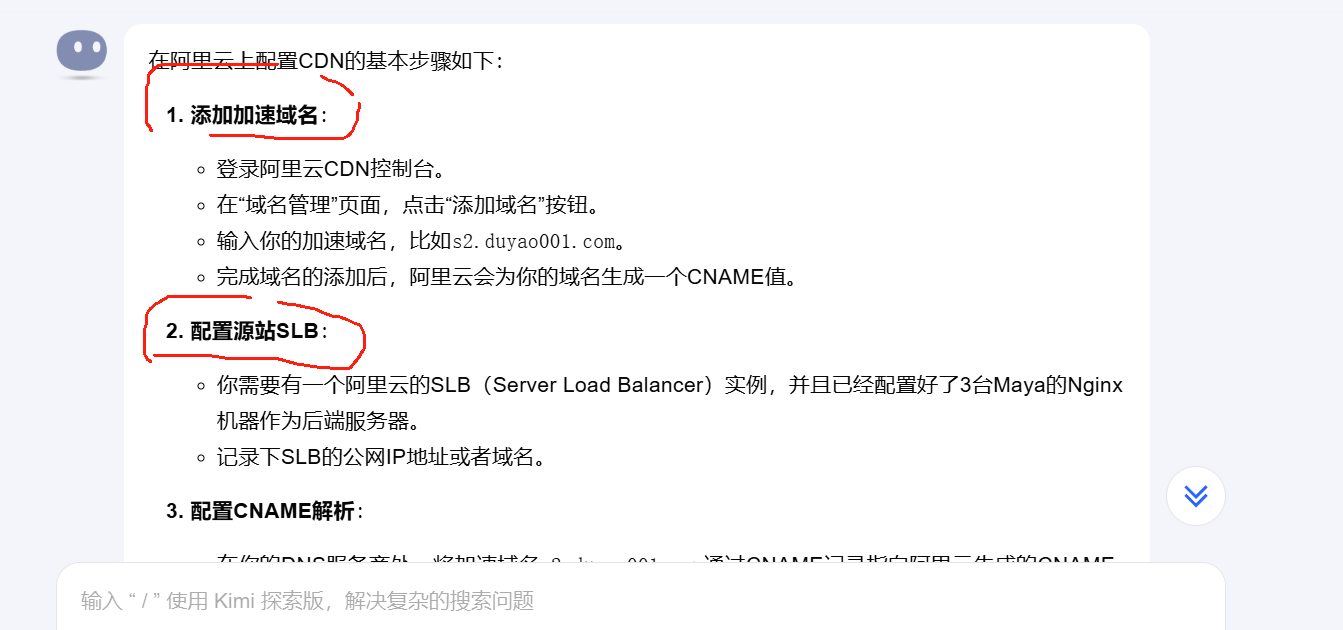 在阿里云上配置CDN的基本步骤如下：
1. 添加加速域名：
登录阿里云CDN控制台。
在“域名管理”页面，点击“添加域名”按钮。
输入你的加速域名，比如s2.duyao001.com。
完成域名的添加后，阿里云会为你的域名生成一个CNAME值。
2. 配置源站SLB：
你需要有一个阿里云的SLB（Server Load Balancer）实例，并且已经配置好了3台Maya的Nginx
机器作为后端服务器。
记录下SLB的公网IP地址或者域名。
3. 配置CNAME解析：
在你的DNS服务商处，将加速域名 通过CNAME记录指向阿里云生成的CNAME
输入 “ / ” 使用 Kimi 探索版，解决复杂的搜索问题